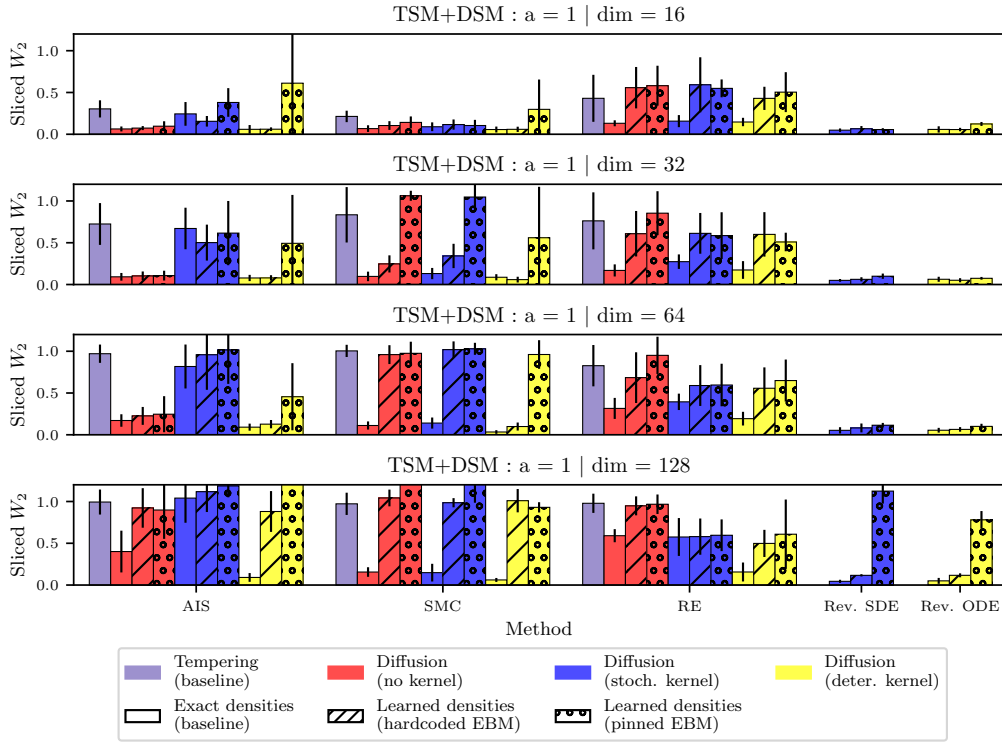 TSM+DSM : a = 1 | dim = 16
Sliced W2
1.0
0.5
0.0
TSM+DSM : a = 1 | dim = 32
Sliced W2
1.0
0.5
0.0
TSM+DSM : a = 1 | dim = 64
Sliced W2
1.0
0.5
0.0
TSM+DSM : a = 1 | dim = 128
Sliced W2
1.0
0.5
0.0
AIS SMC RE Rev. SDE Rev. ODE
Method
Tempering
(baseline)
Diffusion
(no kernel)
Diffusion
(stoch. kernel)
Diffusion
(deter. kernel)
Exact densities
(baseline)
Learned densities
(hardcoded EBM)
Learned densities
(pinned EBM)